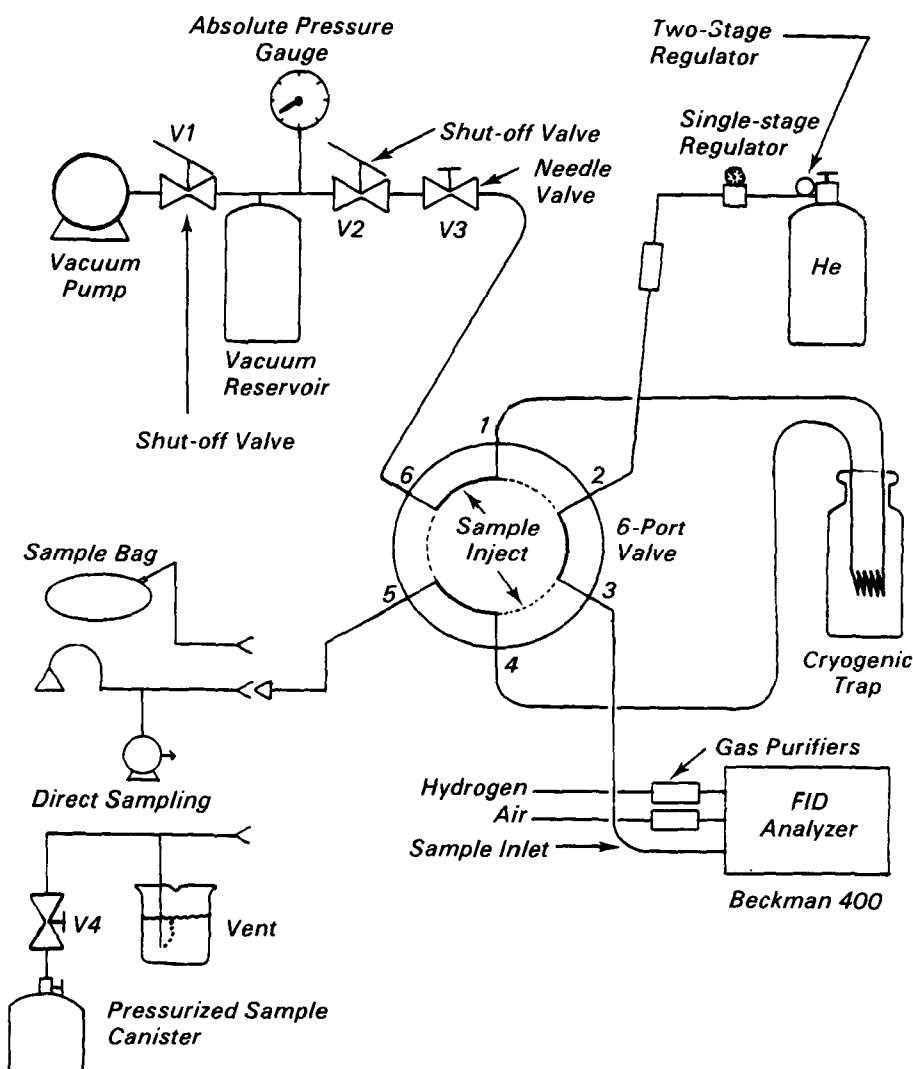 Absolute Pressure
Gauge
Two-Stage
Regulator
V1
Shut-off Valve
Single-stage
Regulator
Needle
Valve
V2
V3
Vacuum
Pump
He
Vacuum
Reservoir
Shut-off Valve
1
6
2
Sample
Inject
6-Port
Valve
Sample Bag
5
3
4
Cryogenic
Trap
Gas Purifiers
Direct Sampling
Hydrogen
Air
FID
Analyzer
Sample Inlet
Beckman 400
V4
Vent
Pressurized Sample
Canister